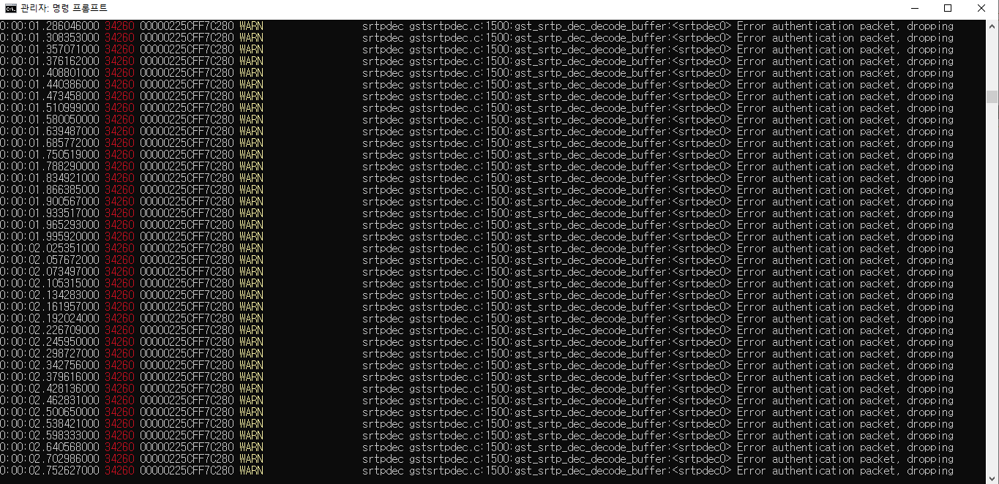 관리자: 명령 프롬프트
0:00:01.286046000 34260 00000225CFF7C280 WARN srtpdec gstsrtpdec.c:1500:gst_srtp_dec_decode_buffer:<srtpdec0> Error authentication packet, dropping
0:00:01.308353000 34260 00000225CFF7C280 WARN srtpdec gstsrtpdec.c:1500:gst_srtp_dec_decode_buffer:<srtpdec0> Error authentication packet, dropping
0:00:01.357071000 34260 00000225CFF7C280 WARN srtpdec gstsrtpdec.c:1500:gst_srtp_dec_decode_buffer:<srtpdec0> Error authentication packet, dropping
0:00:01.376162000 34260 00000225CFF7C280 WARN srtpdec gstsrtpdec.c:1500:gst_srtp_dec_decode_buffer:<srtpdec0> Error authentication packet, dropping
0:00:01.408801000 34260 00000225CFF7C280 WARN srtpdec gstsrtpdec.c:1500:gst_srtp_dec_decode_buffer:<srtpdec0> Error authentication packet, dropping
0:00:01.440386000 34260 00000225CFF7C280 WARN srtpdec gstsrtpdec.c:1500:gst_srtp_dec_decode_buffer:<srtpdec0> Error authentication packet, dropping
0:00:01.473458000 34260 00000225CFF7C280 WARN srtpdec gstsrtpdec.c:1500:gst_srtp_dec_decode_buffer:<srtpdec0> Error authentication packet, dropping
0:00:01.510999000 34260 00000225CFF7C280 WARN srtpdec gstsrtpdec.c:1500:gst_srtp_dec_decode_buffer:<srtpdec0> Error authentication packet, dropping
0:00:01.580050000 34260 00000225CFF7C280 WARN srtpdec gstsrtpdec.c:1500:gst_srtp_dec_decode_buffer:<srtpdec0> Error authentication packet, dropping
0:00:01.639487000 34260 00000225CFF7C280 WARN srtpdec gstsrtpdec.c:1500:gst_srtp_dec_decode_buffer:<srtpdec0> Error authentication packet, dropping
0:00:01.685772000 34260 00000225CFF7C280 WARN srtpdec gstsrtpdec.c:1500:gst_srtp_dec_decode_buffer:<srtpdec0> Error authentication packet, dropping
0:00:01.750519000 34260 00000225CFF7C280 WARN srtpdec gstsrtpdec.c:1500:gst_srtp_dec_decode_buffer:<srtpdec0> Error authentication packet, dropping
0:00:01.788290000 34260 00000225CFF7C280 WARN srtpdec gstsrtpdec.c:1500:gst_srtp_dec_decode_buffer:<srtpdec0> Error authentication packet, dropping
0:00:01.834921000 34260 00000225CFF7C280 WARN srtpdec gstsrtpdec.c:1500:gst_srtp_dec_decode_buffer:<srtpdec0> Error authentication packet, dropping
0:00:01.866385000 34260 00000225CFF7C280 WARN srtpdec gstsrtpdec.c:1500:gst_srtp_dec_decode_buffer:<srtpdec0> Error authentication packet, dropping
0:00:01.900567000 34260 00000225CFF7C280 WARN srtpdec gstsrtpdec.c:1500:gst_srtp_dec_decode_buffer:<srtpdec0> Error authentication packet, dropping
0:00:01.933517000 34260 00000225CFF7C280 WARN srtpdec gstsrtpdec.c:1500:gst_srtp_dec_decode_buffer:<srtpdec0> Error authentication packet, dropping
0:00:01.965293000 34260 00000225CFF7C280 WARN srtpdec gstsrtpdec.c:1500:gst_srtp_dec_decode_buffer:<srtpdec0> Error authentication packet, dropping
0:00:01.995920000 34260 00000225CFF7C280 WARN srtpdec gstsrtpdec.c:1500:gst_srtp_dec_decode_buffer:<srtpdec0> Error authentication packet, dropping
0:00:02.025351000 34260 00000225CFF7C280 WARN srtpdec gstsrtpdec.c:1500:gst_srtp_dec_decode_buffer:<srtpdec0> Error authentication packet, dropping
0:00:02.057672000 34260 00000225CFF7C280 WARN srtpdec gstsrtpdec.c:1500:gst_srtp_dec_decode_buffer:<srtpdec0> Error authentication packet, dropping
0:00:02.073497000 34260 00000225CFF7C280 WARN srtpdec gstsrtpdec.c:1500:gst_srtp_dec_decode_buffer:<srtpdec0> Error authentication packet, dropping
0:00:02.105315000 34260 00000225CFF7C280 WARN srtpdec gstsrtpdec.c:1500:gst_srtp_dec_decode_buffer:<srtpdec0> Error authentication packet, dropping
0:00:02.134283000 34260 00000225CFF7C280 WARN srtpdec gstsrtpdec.c:1500:gst_srtp_dec_decode_buffer:<srtpdec0> Error authentication packet, dropping
0:00:02.161957000 34260 00000225CFF7C280 WARN srtpdec gstsrtpdec.c:1500:gst_srtp_dec_decode_buffer:<srtpdec0> Error authentication packet, dropping
0:00:02.192024000 34260 00000225CFF7C280 WARN srtpdec gstsrtpdec.c:1500:gst_srtp_dec_decode_buffer:<srtpdec0> Error authentication packet, dropping
0:00:02.226709000 34260 00000225CFF7C280 WARN srtpdec gstsrtpdec.c:1500:gst_srtp_dec_decode_buffer:<srtpdec0> Error authentication packet, dropping
0:00:02.245950000 34260 00000225CFF7C280 WARN srtpdec gstsrtpdec.c:1500:gst_srtp_dec_decode_buffer:<srtpdec0> Error authentication packet, dropping
0:00:02.298727000 34260 00000225CFF7C280 WARN srtpdec gstsrtpdec.c:1500:gst_srtp_dec_decode_buffer:<srtpdec0> Error authentication packet, dropping
0:00:02.342756000 34260 00000225CFF7C280 WARN srtpdec gstsrtpdec.c:1500:gst_srtp_dec_decode_buffer:<srtpdec0> Error authentication packet, dropping
0:00:02.379616000 34260 00000225CFF7C280 WARN srtpdec gstsrtpdec.c:1500:gst_srtp_dec_decode_buffer:<srtpdec0> Error authentication packet, dropping
0:00:02.428136000 34260 00000225CFF7C280 WARN srtpdec gstsrtpdec.c:1500:gst_srtp_dec_decode_buffer:<srtpdec0> Error authentication packet, dropping
0:00:02.462831000 34260 00000225CFF7C280 WARN srtpdec gstsrtpdec.c:1500:gst_srtp_dec_decode_buffer:<srtpdec0> Error authentication packet, dropping
0:00:02.500650000 34260 00000225CFF7C280 WARN srtpdec gstsrtpdec.c:1500:gst_srtp_dec_decode_buffer:<srtpdec0> Error authentication packet, dropping
0:00:02.538421000 34260 00000225CFF7C280 WARN srtpdec gstsrtpdec.c:1500:gst_srtp_dec_decode_buffer:<srtpdec0> Error authentication packet, dropping
0:00:02.598333000 34260 00000225CFF7C280 WARN srtpdec gstsrtpdec.c:1500:gst_srtp_dec_decode_buffer:<srtpdec0> Error authentication packet, dropping
0:00:02.640568000 34260 00000225CFF7C280 WARN srtpdec gstsrtpdec.c:1500:gst_srtp_dec_decode_buffer:<srtpdec0> Error authentication packet, dropping
0:00:02.702986000 34260 00000225CFF7C280 WARN srtpdec gstsrtpdec.c:1500:gst_srtp_dec_decode_buffer:<srtpdec0> Error authentication packet, dropping
0:00:02.752627000 34260 00000225CFF7C280 WARN srtpdec gstsrtpdec.c:1500:gst_srtp_dec_decode_buffer:<srtpdec0> Error authentication packet, dropping